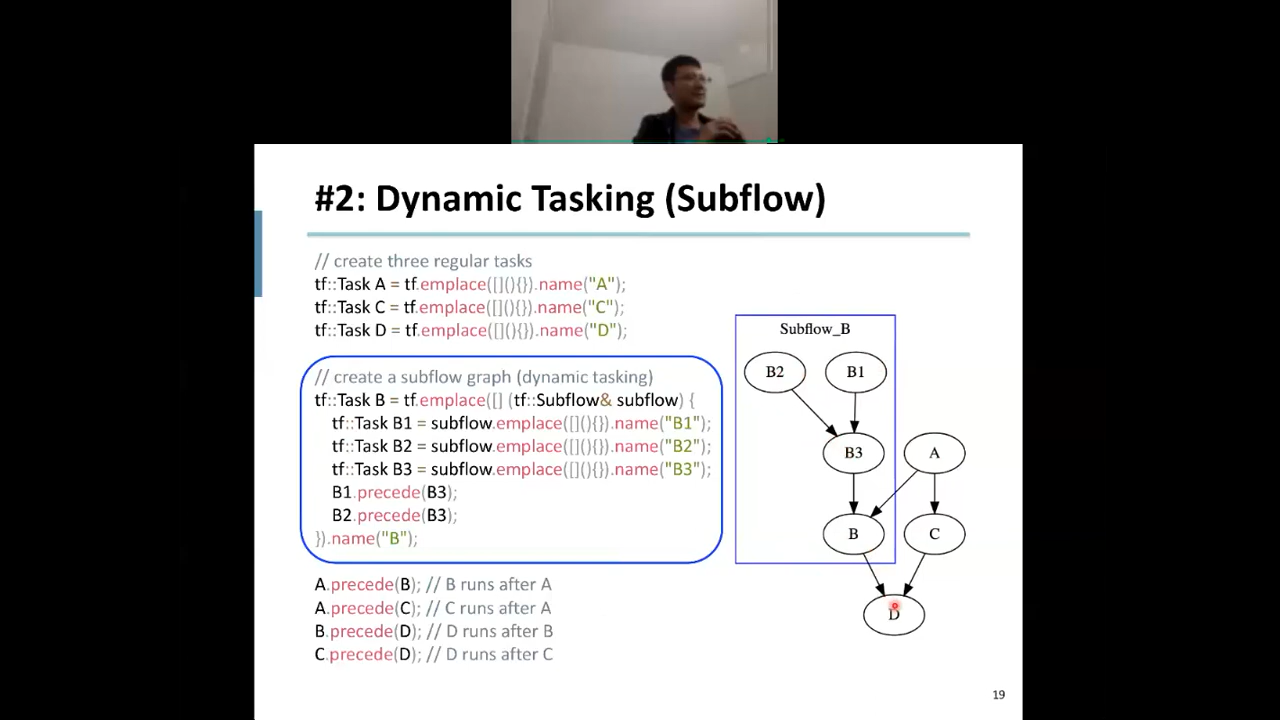 #2: Dynamic Tasking (Subflow)
// create three regular tasks
tf::Task A = tf.emplace([](){}).name("A");
tf::Task C = tf.emplace([](){}).name("C");
tf::Task D = tf.emplace([](){}).name("D");
// create a subflow graph (dynamic tasking)
tf::Task B = tf.emplace([] (tf::Subflow& subflow) {
tf::Task B1 = subflow.emplace([](){}).name("B1");
tf::Task B2 = subflow.emplace([](){}).name("B2");
tf::Task B3 = subflow.emplace([](){}).name("B3");
B1.precede(B3);
B2.precede(B3);
}).name("B");
A.precede(B); // B runs after A
A.precede(C); // C runs after A
B.precede(D); // D runs after B
C.precede(D); // D runs after C
Subflow_B
B2 B1
B3 A
B C
D
19